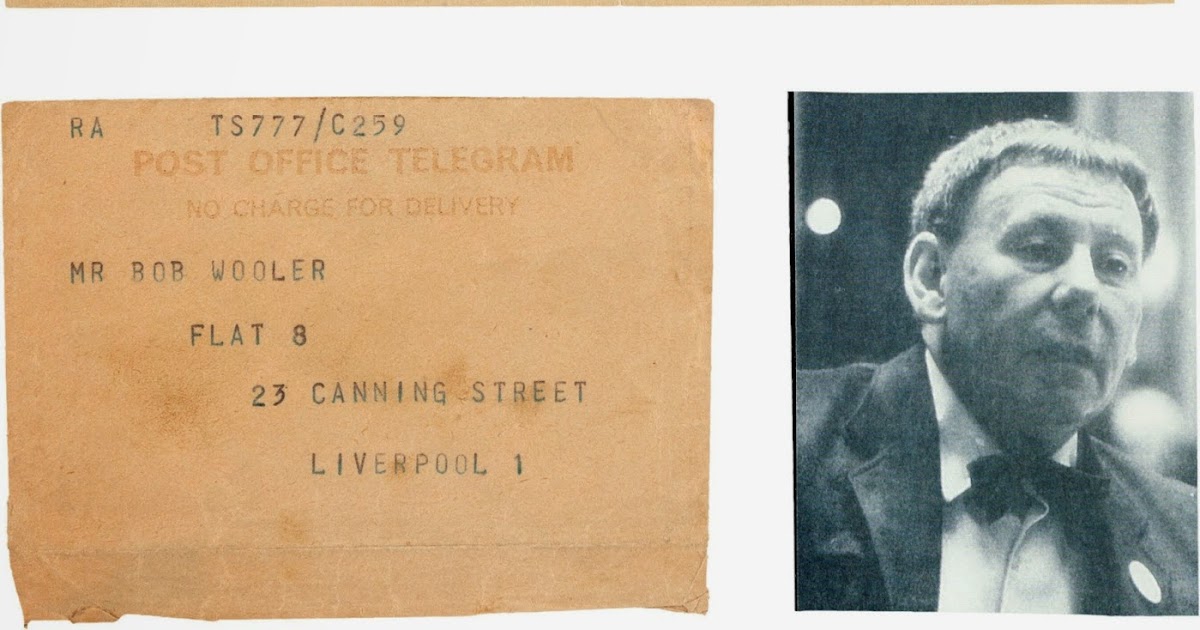 RA TS777/C259
POST OFFICE TELEGRAM
NO CHARGE FOR DELIVERY
MR BOB WOOLER
FLAT 8
23 CANNING STREET
LIVERPOOL 1